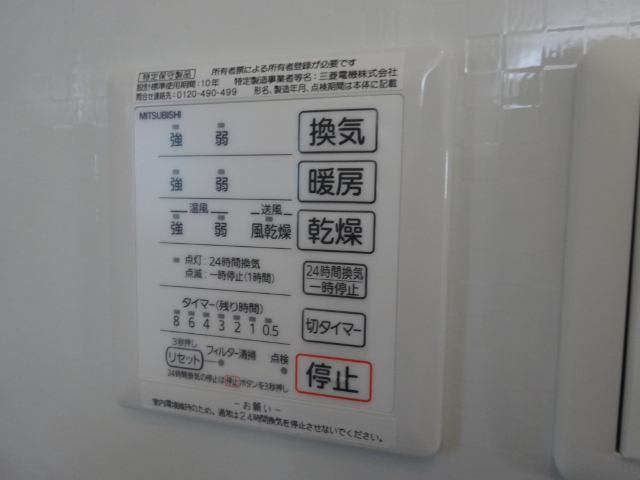 特定保守製品 所有者票による所有者登録が必要です
設計標準使用期間:10年 特定製造事業者等名:三菱電機株式会社
問合せ連絡先:0120-490-499 形名、製造年月、点検期間は本体に記載
MITSUBISHI
強 弱 換気
強 弱 暖房
温風 送風
強 弱 風乾燥 乾燥
点灯:24時間換気
点滅:一時停止(1時間)
24時間換気
一時停止
タイマー(残り時間)
8 6 4 3 2 1 0.5
切タイマー
3秒押し
リセット フィルター清掃 点検
24時間換気の停止は停止ボタンを3秒押し
停止
-お願い-
室内環境維持のため、通常は24時間換気を停止させないでください。